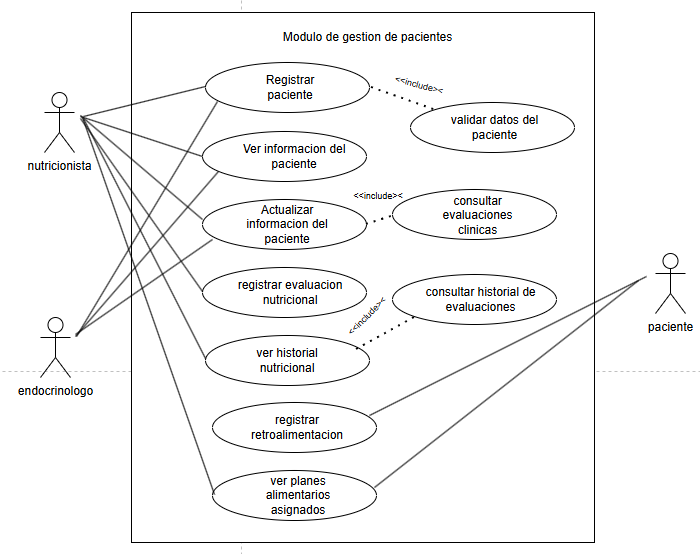 Modulo de gestion de pacientes
Registrar
paciente
<<include><
validar datos del
paciente
nutricionista
Ver informacion del
paciente
Actualizar
informacion del
paciente
<<include><
consultar
evaluaciones
clinicas
registrar evaluacion
nutricional
consultar historial de
evaluaciones
<<include><
paciente
ver historial
nutricional
endocrinologo
registrar
retroalimentacion
ver planes
alimentarios
asignados